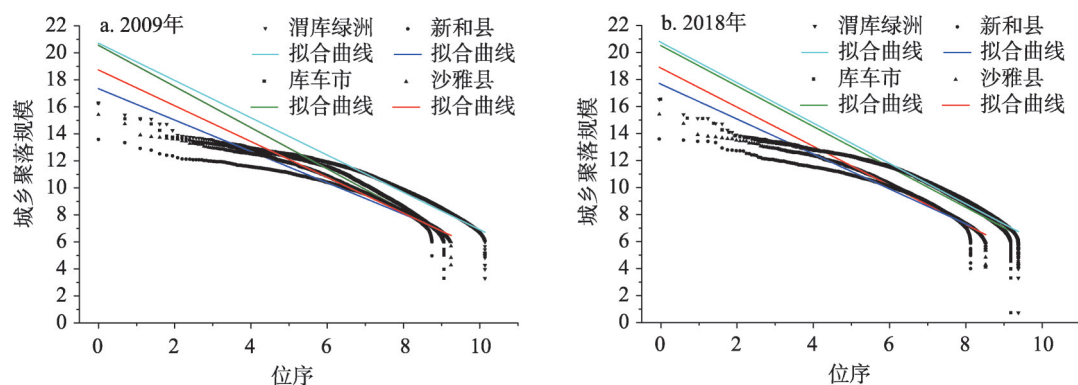 a. 2009年
渭库绿洲 新和县
拟合曲线 拟合曲线
库车市 沙雅县
拟合曲线 拟合曲线
城乡聚落规模
22
20
18
16
14
12
10
8
6
4
2
0
0 2 4 6 8 10
位序
b. 2018年
渭库绿洲 新和县
拟合曲线 拟合曲线
库车市 沙雅县
拟合曲线 拟合曲线
城乡聚落规模
22
20
18
16
14
12
10
8
6
4
2
0
0 2 4 6 8 10
位序